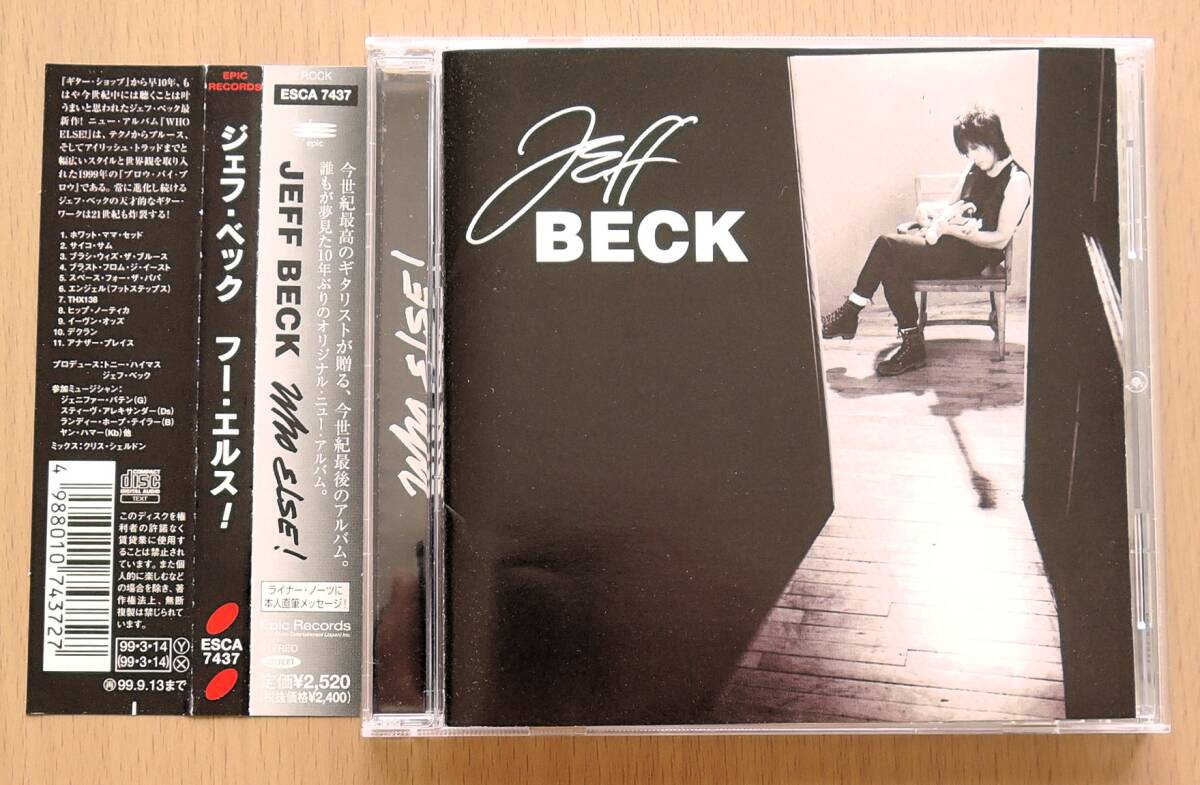 『ギター・ショップ』から早10年、も
はや今世紀中には聴くことは叶
うまいと思われたジェフ・ベック最
新作! ニュー・アルバム『WHO
ELSE!』は、テクノからブルース、
そしてアイリッシュ・トラッドまでと
幅広いスタイルと世界観を取り入
れた1999年の『ブロウ・バイ・ブ
ロウ』である。常に進化し続ける
ジェフ・ベックの天才的なギター・
ワークは21世紀も炸裂する!
1. ホワット・ママ・セッド
2. サイコ・サム
3. ブラシ・ウィズ・ザ・ブルース
4. ブラスト・フロム・ジ・イースト
5. スペース・フォー・ザ・パパ
6. エンジェル(フットステップス)
7. THX138
8. ヒップ・ノーティカ
9. イーヴン・オッズ
10. デクラン
11. アナザー・プレイス
プロデュース:トニー・ハイマス
ジェフ・ベック
参加ミュージシャン:
ジェニファー・バテン(G)
スティーヴ・アレキサンダー(Ds)
ランディー・ホープ・テイラー(B)
ヤン・ハマー(Kb)他
ミックス:クリス・シェルドン
4 988010 743727
COMPACT
disc
DIGITAL AUDIO
TEXT
このディスクを権
利者の許諾なく
賃貸業に使用す
ることは禁止され
ています。また個
人的に楽しむなど
の場合を除き、著
作権法上、無断
複製は禁じられて
います。
99・3・14 Y
(99・3・14) X
再 99.9.13まで
EPIC
RECORDS
ジェフ・ベック フー・エルス!
ESCA
7437
ROCK
ESCA 7437
epic
今世紀最高のギタリストが贈る、今世紀最後のアルバム。
誰もが夢見た10年ぶりのオリジナル・ニュー・アルバム。
JEFF BECK WHO ELSE!
ライナー・ノーツに
本人直筆メッセージ!
Epic Records
STEREO
定価¥2,520
(税抜価格¥2,400)
WHO ELSE!
Jeff
BECK